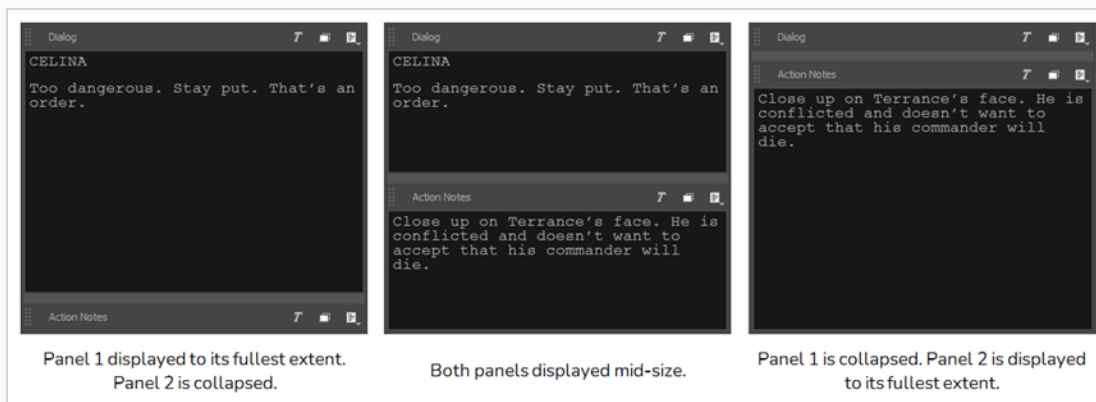 Dialog
CELINA
Too dangerous. Stay put. That's an
order.
Action Notes
Panel 1 displayed to its fullest extent.
Panel 2 is collapsed.
Dialog
CELINA
Too dangerous. Stay put. That's an
order.
Action Notes
Close up on Terrance's face. He is
conflicted and doesn't want to
accept that his commander will
die.
Both panels displayed mid-size.
Dialog
Action Notes
Close up on Terrance's face. He is
conflicted and doesn't want to
accept that his commander will
die.
Panel 1 is collapsed. Panel 2 is displayed
to its fullest extent.